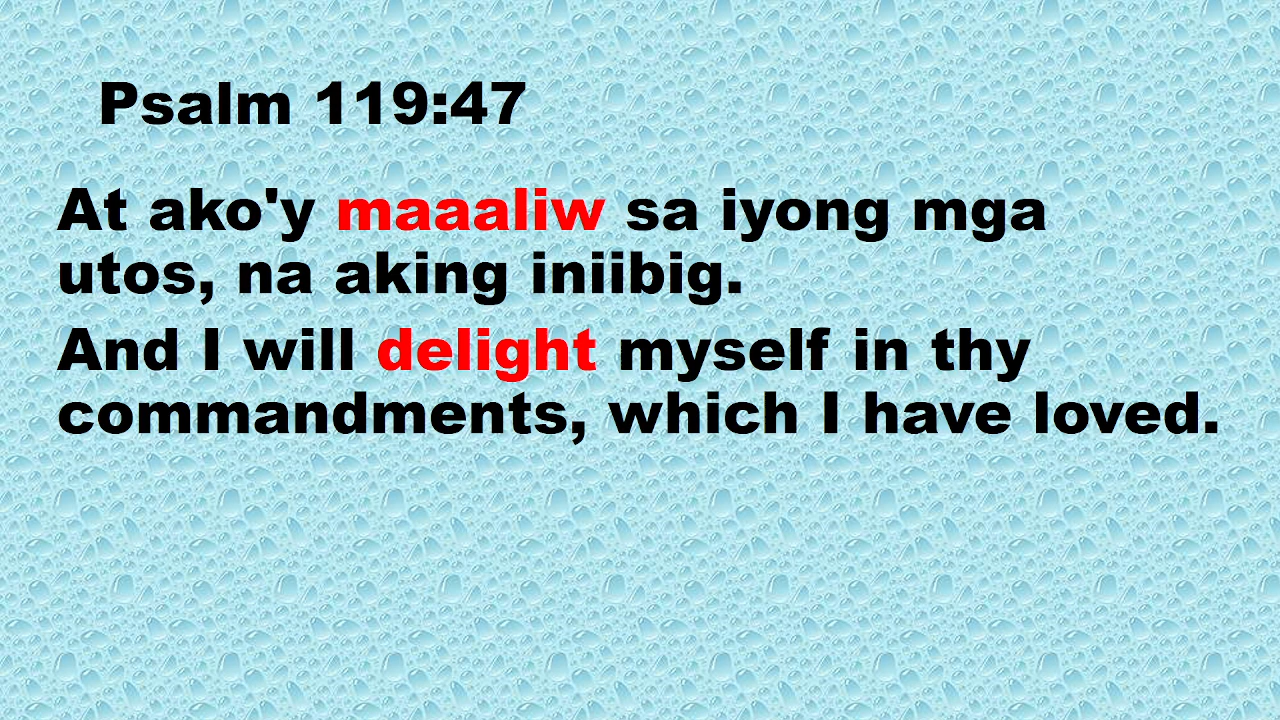 Psalm 119:47
At ako'y maaaliw sa iyong mga
utos, na aking iniibig.
And I will delight myself in thy
commandments, which I have loved.